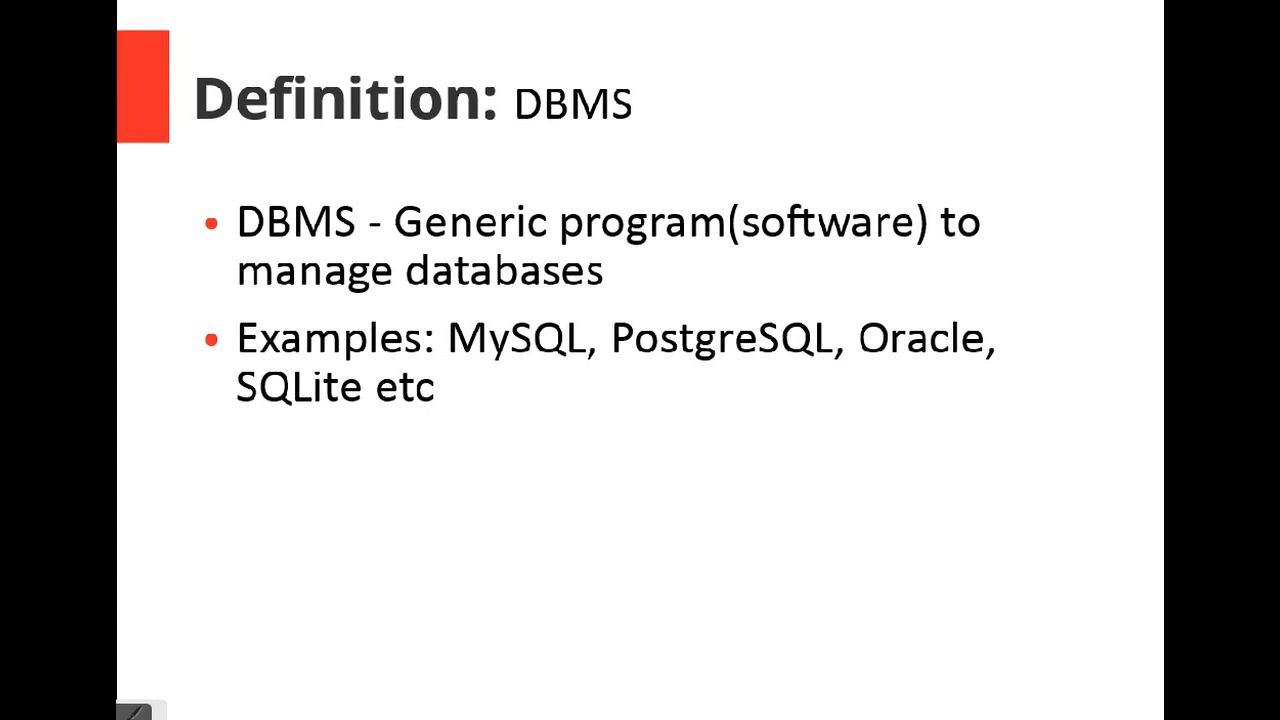 Definition: DBMS
• DBMS - Generic program(software) to
manage databases
• Examples: MySQL, PostgreSQL, Oracle,
SQLite etc